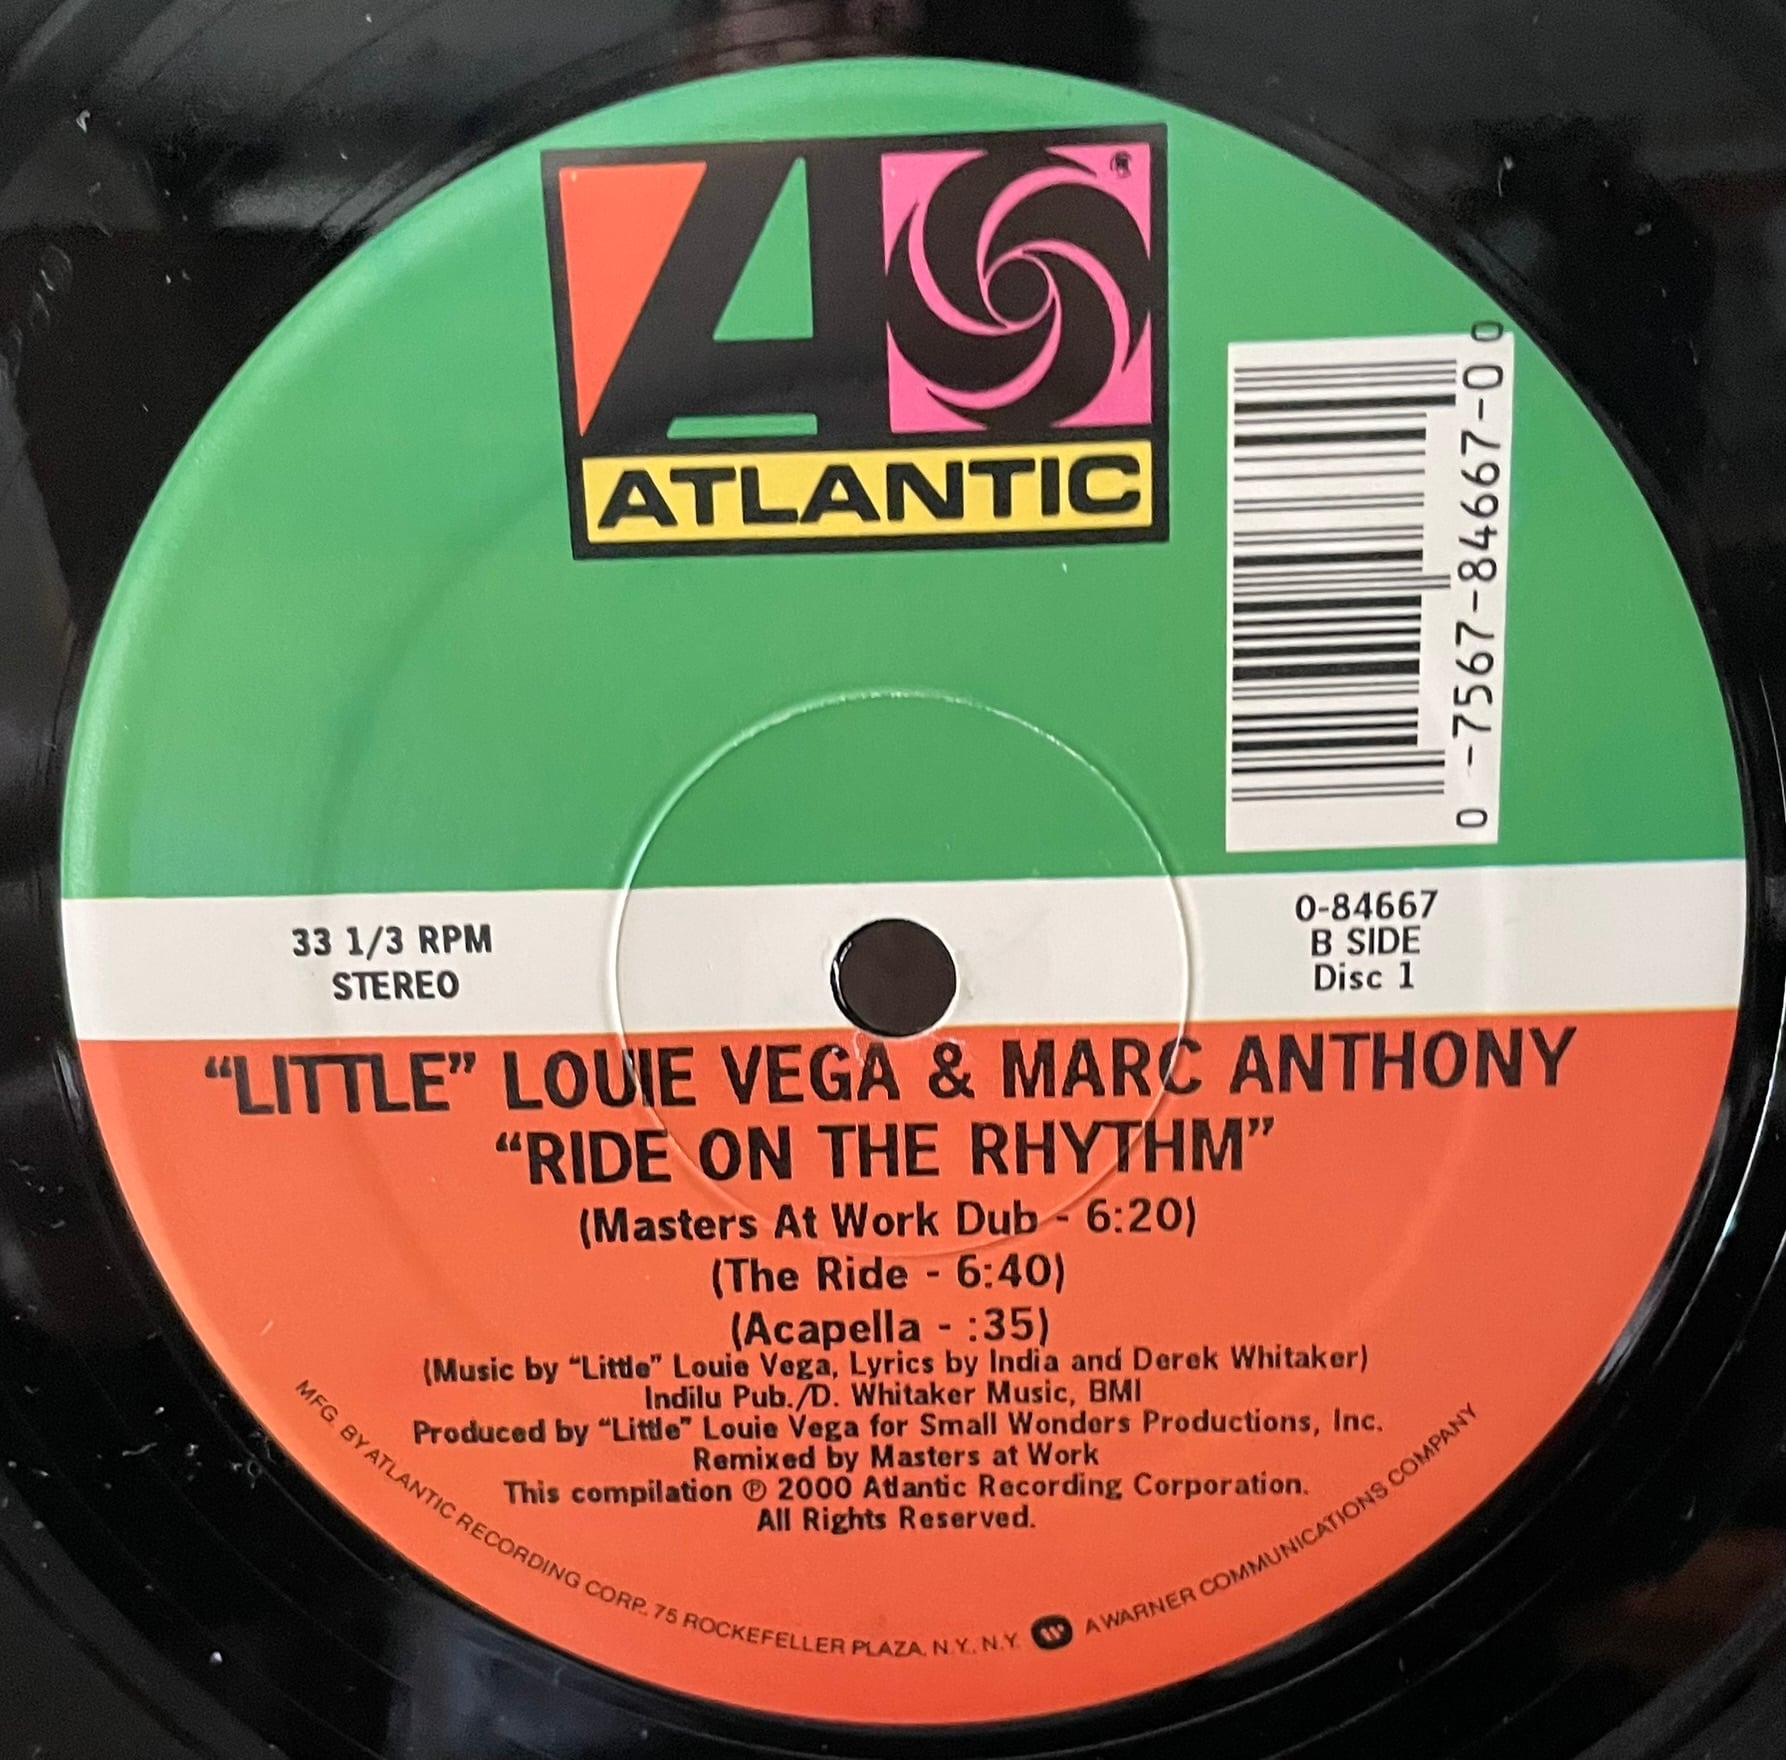 ATLANTIC
®
0 -7567-84667-0 0
33 1/3 RPM
STEREO
0-84667
B SIDE
Disc 1
“LITTLE” LOUIE VEGA & MARC ANTHONY
“RIDE ON THE RHYTHM”
(Masters At Work Dub - 6:20)
(The Ride - 6:40)
(Acapella - :35)
(Music by “Little” Louie Vega, Lyrics by India and Derek Whitaker)
Indilu Pub./D. Whitaker Music, BMI
Produced by “Little” Louie Vega for Small Wonders Productions, Inc.
Remixed by Masters at Work
This compilation ℗ 2000 Atlantic Recording Corporation.
All Rights Reserved.
MFG. BY ATLANTIC RECORDING CORP., 75 ROCKEFELLER PLAZA, N.Y., N.Y. A WARNER COMMUNICATIONS COMPANY